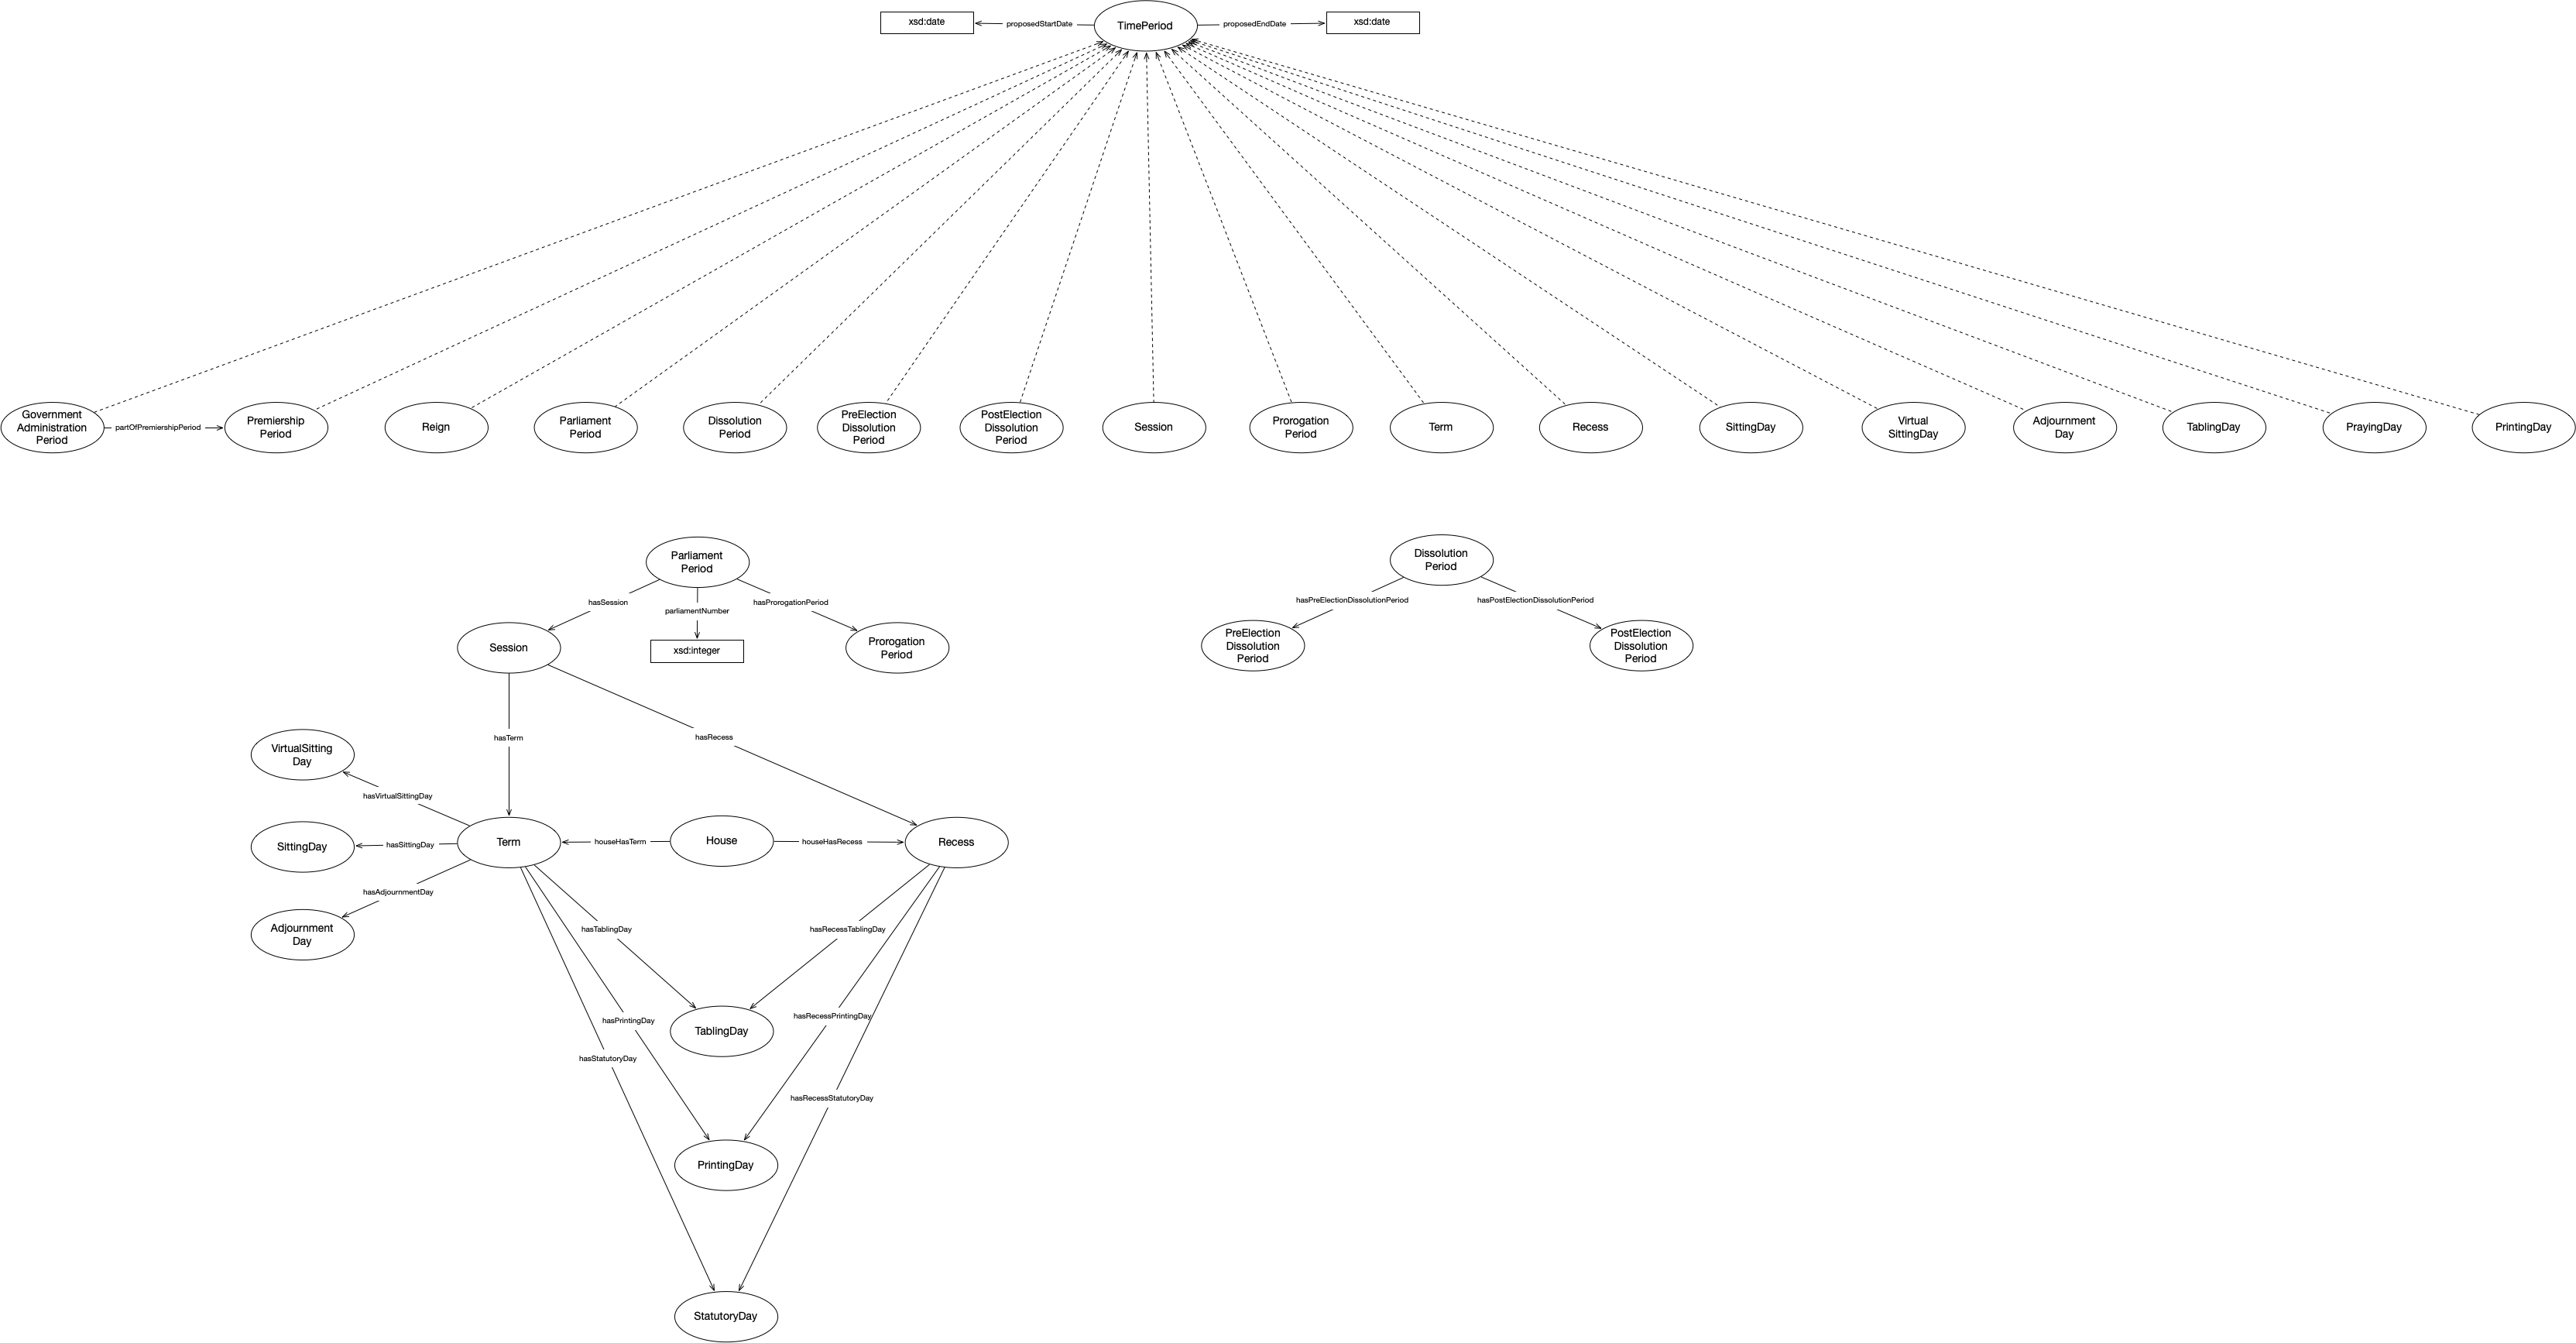 xsd:date
proposedStartDate
TimePeriod
proposedEndDate
xsd:date
Government
Administration
Period
partOfPremiershipPeriod
Premiership
Period
Reign
Parliament
Period
Dissolution
Period
PreElection
Dissolution
Period
PostElection
Dissolution
Period
Session
Prorogation
Period
Term
Recess
SittingDay
Virtual
SittingDay
Adjournment
Day
TablingDay
PrayingDay
PrintingDay
Parliament
Period
hasSession
parliamentNumber
hasProrogationPeriod
Session
xsd:integer
Prorogation
Period
Dissolution
Period
hasPreElectionDissolutionPeriod
hasPostElectionDissolutionPeriod
PreElection
Dissolution
Period
PostElection
Dissolution
Period
hasTerm
hasRecess
VirtualSitting
Day
hasVirtualSittingDay
SittingDay
hasSittingDay
Term
houseHasTerm
House
houseHasRecess
Recess
hasAdjournmentDay
Adjournment
Day
hasTablingDay
hasRecessTablingDay
TablingDay
hasPrintingDay
hasRecessPrintingDay
hasStatutoryDay
hasRecessStatutoryDay
PrintingDay
StatutoryDay